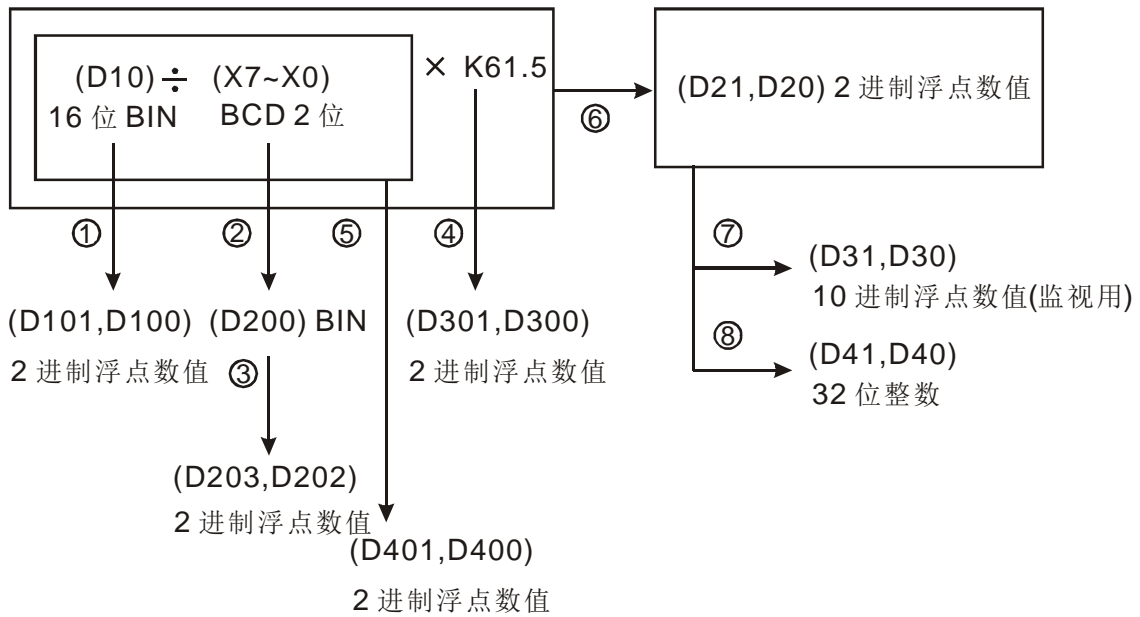 (D10) ÷ (X7~X0) × K61.5
16 位 BIN BCD 2 位
(D21,D20) 2 进制浮点数值
⑥
① ② ⑤ ④
⑦
(D31,D30)
10 进制浮点数值(监视用)
(D101,D100) (D200) BIN (D301,D300)
2 进制浮点数值 ③ 2 进制浮点数值
⑧
(D41,D40)
32 位整数
(D203,D202)
2 进制浮点数值
(D401,D400)
2 进制浮点数值